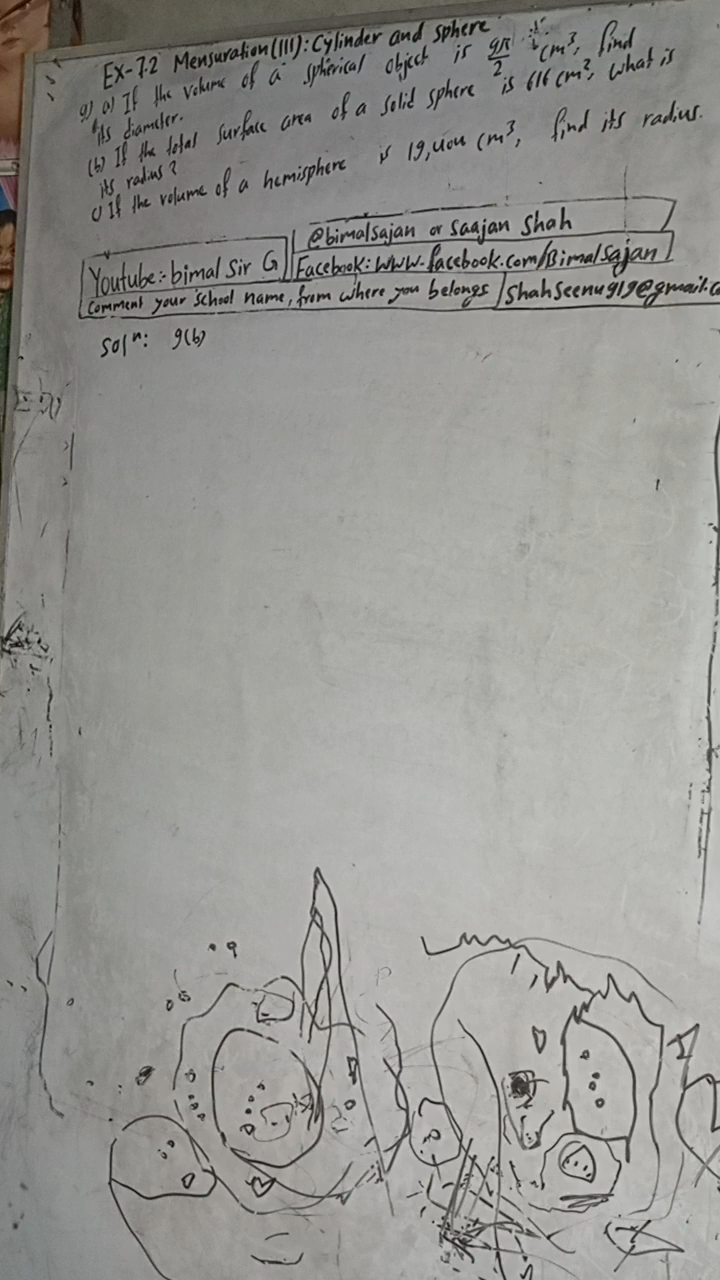 Ex-7.2 Mensuration(III): Cylinder and sphere
9) a) If the volume of a spherical object is 9π/2 cm³, find
its diameter.
(b) If the total surface area of a solid sphere is 616 cm², what is
its radius?
c) If the volume of a hemisphere is 19,404 cm³, find its radius.
@bimalsajan or Saajan Shah
Youtube:- bimal Sir G
Facebook: www.facebook.com/Bimalsajan
Comment your school name, from where you belongs
Shahseenu919@gmail.c
Solⁿ: 9(b)